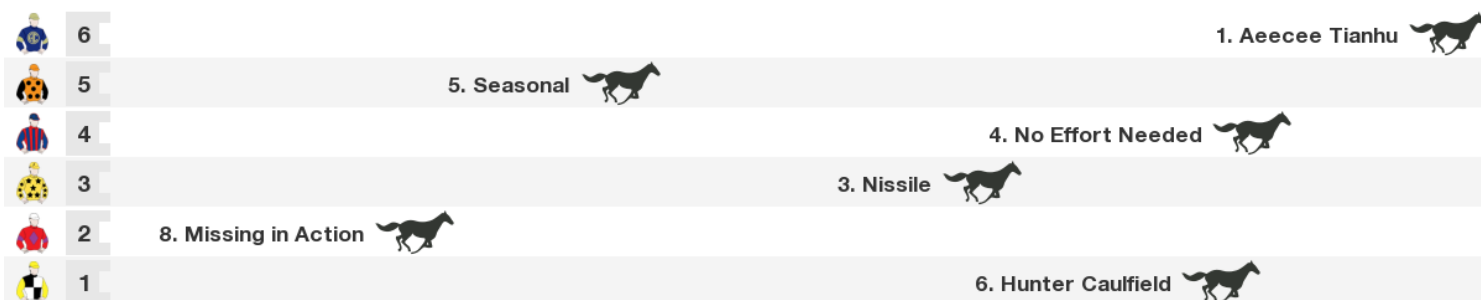 6 1. Aeecee Tianhu
5 5. Seasonal
4 4. No Effort Needed
3 3. Nissile
2 8. Missing in Action
1 6. Hunter Caulfield